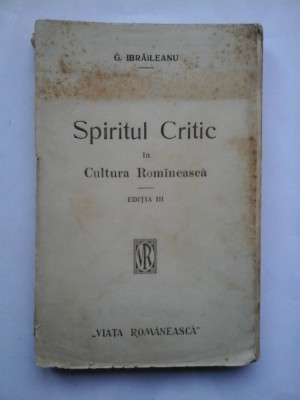 G. IBRĂILEANU
Spiritul Critic
în
Cultura Romînească
EDIȚIA III
VR
„VIAȚA ROMÂNEASCĂ"